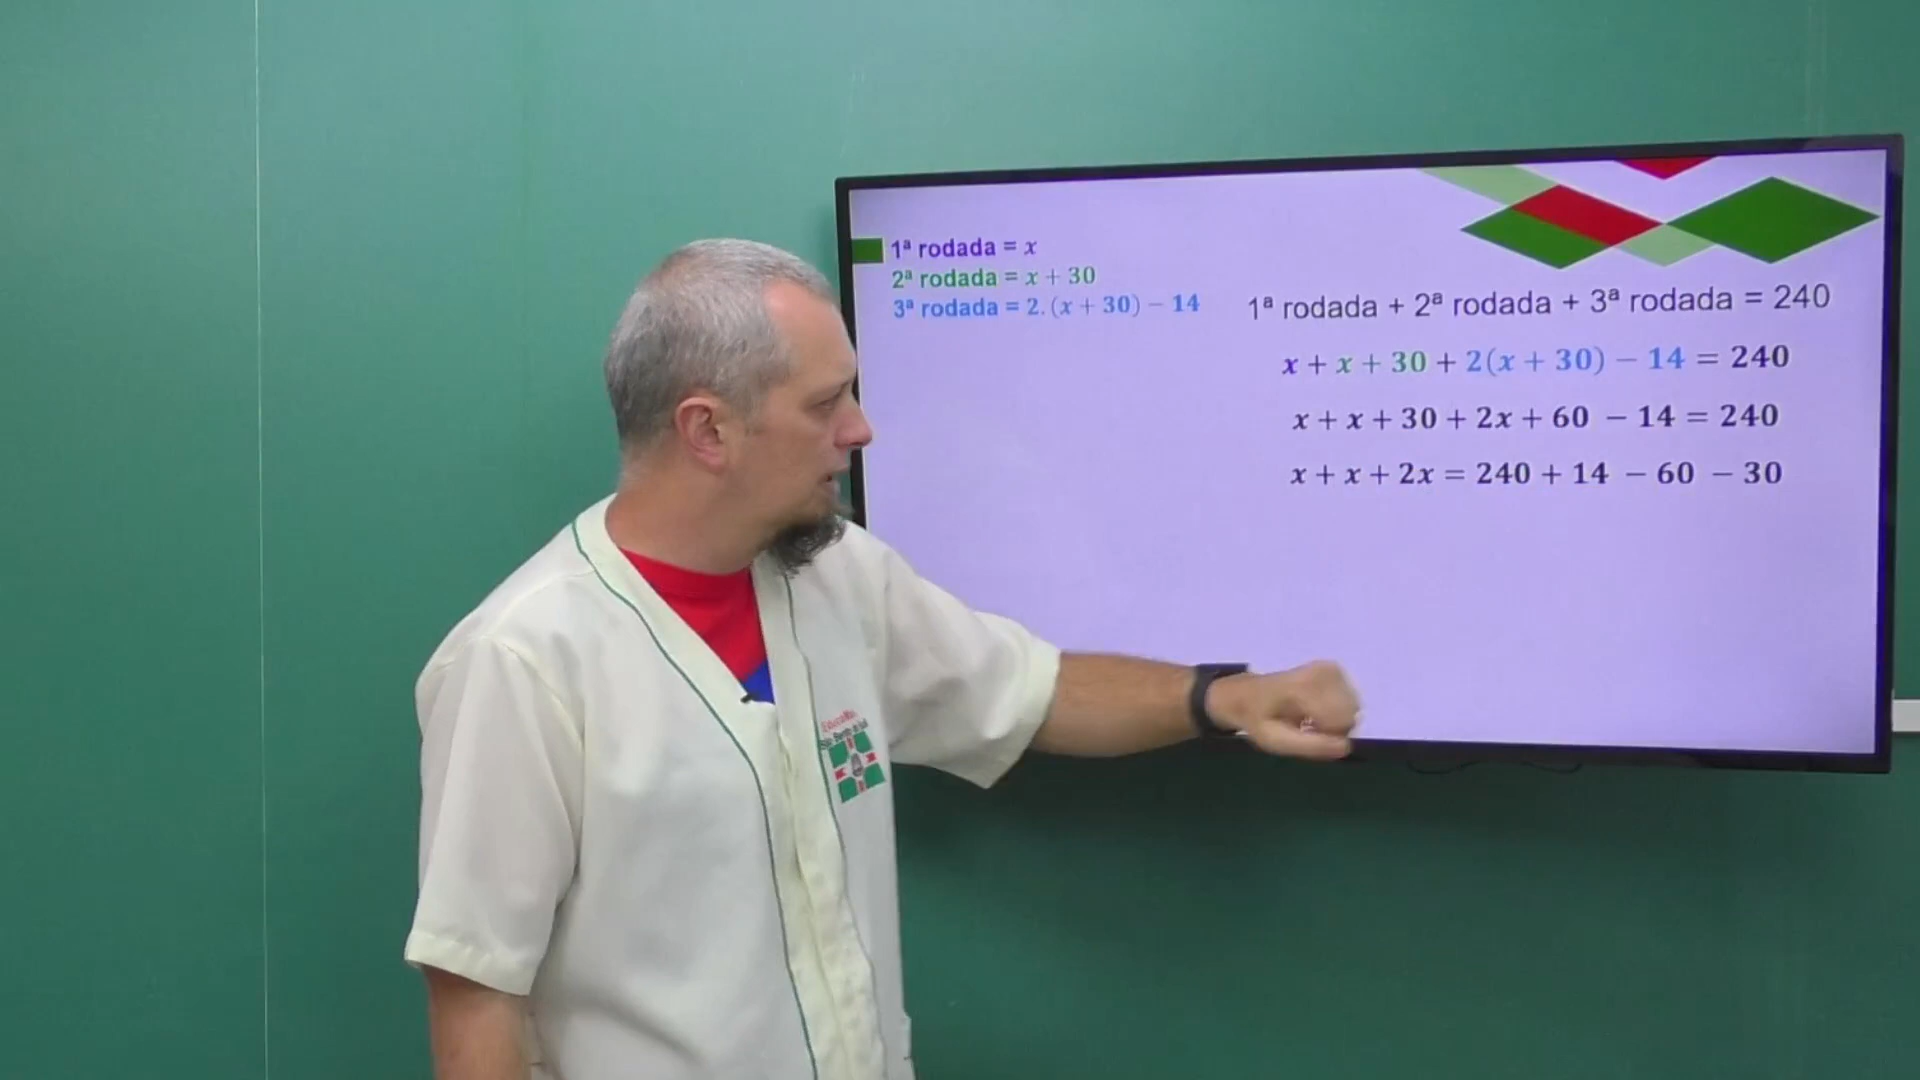 1ª rodada = x
2ª rodada = x + 30
3ª rodada = 2. (x + 30) − 14
1ª rodada + 2ª rodada + 3ª rodada = 240
x + x + 30 + 2(x + 30) − 14 = 240
x + x + 30 + 2x + 60 − 14 = 240
x + x + 2x = 240 + 14 − 60 − 30